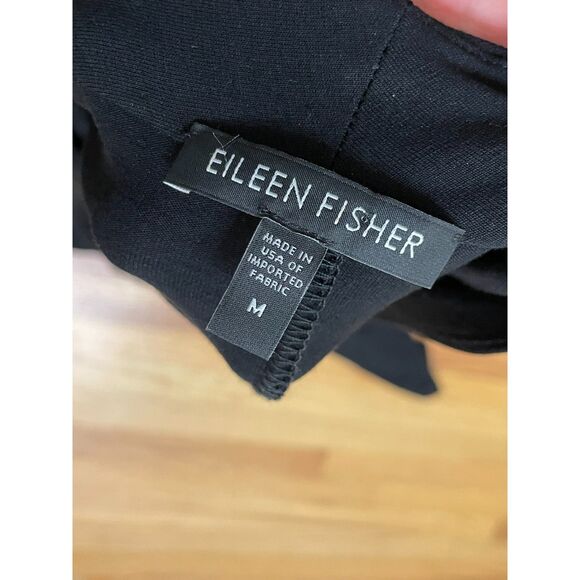 EILEEN FISHER
MADE IN
USA OF
IMPORTED
FABRIC
M